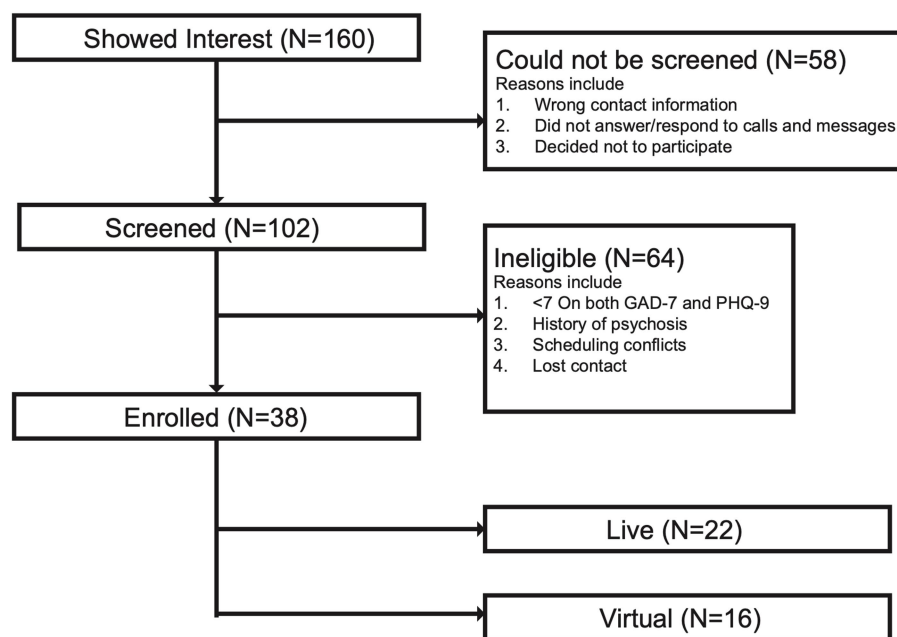 Showed Interest (N=160)
Could not be screened (N=58)
Reasons include
1. Wrong contact information
2. Did not answer/respond to calls and messages
3. Decided not to participate
Screened (N=102)
Ineligible (N=64)
Reasons include
1. <7 On both GAD-7 and PHQ-9
2. History of psychosis
3. Scheduling conflicts
4. Lost contact
Enrolled (N=38)
Live (N=22)
Virtual (N=16)